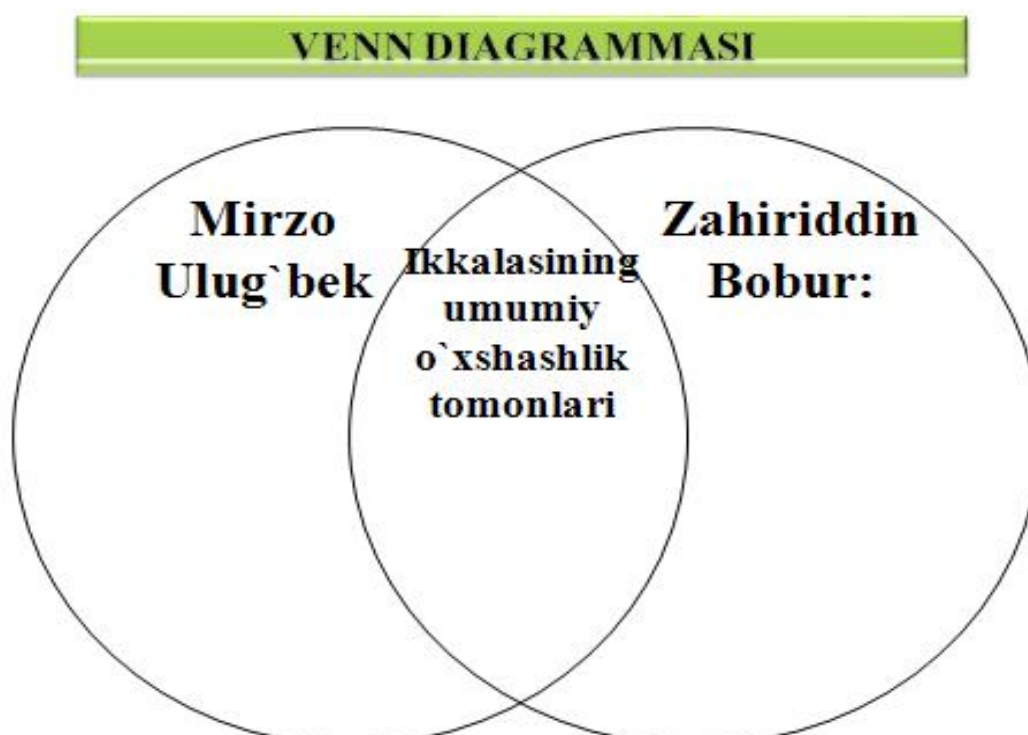 VENN DIAGRAMMASI
Mirzo
Ulug`bek
Ikkalasining
umumiy
o`xshashlik
tomonlari
Zahiriddin
Bobur: